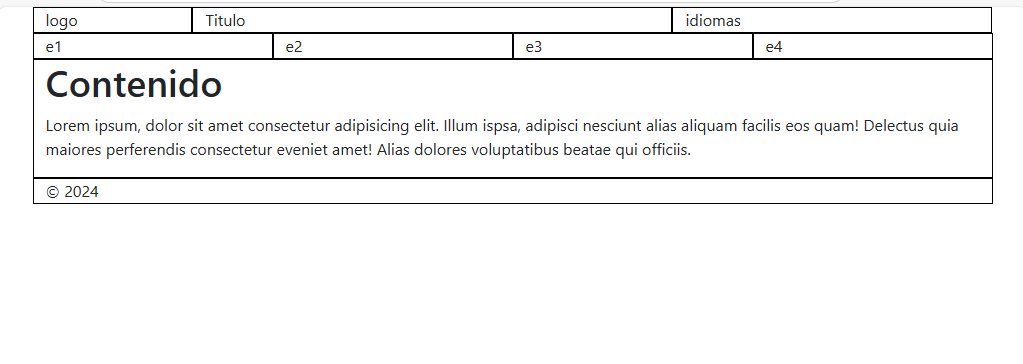 logo Titulo idiomas
e1 e2 e3 e4
Contenido
Lorem ipsum, dolor sit amet consectetur adipisicing elit. Illum ispsa, adipisci nesciunt alias aliquam facilis eos quam! Delectus quia
maiores perferendis consectetur eveniet amet! Alias dolores voluptatibus beatae qui officiis.
© 2024